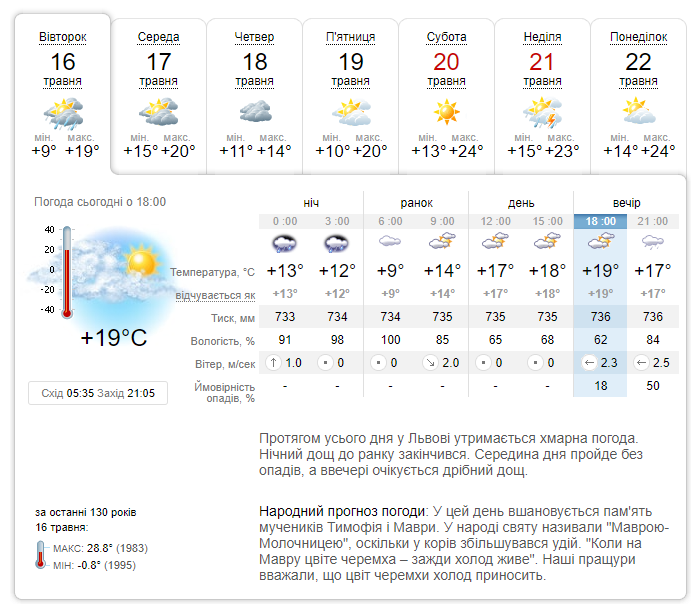 Вівторок Середа Четвер П'ятниця Субота Неділя Понеділок
16 17 18 19 20 21 22
травня травня травня травня травня травня травня
мін. макс. мін. макс. мін. макс. мін. макс. мін. макс. мін. макс. мін. макс.
+9° +19° +15° +20° +11° +14° +10° +20° +13° +24° +15° +23° +14° +24°
Погода сьогодні о 18:00
40
20
0
-20
-40
+19°C
Схід 05:35 Захід 21:05
ніч ранок день вечір
0 :00 3 :00 6 :00 9 :00 12 :00 15 :00 18 :00 21 :00
Температура, °C +13° +12° +9° +14° +17° +18° +19° +17°
відчувається як +13° +12° +9° +14° +17° +18° +19° +17°
Тиск, мм 733 734 734 735 735 735 736 736
Вологість, % 91 98 100 85 65 68 62 84
Вітер, м/сек 1.0 0 0 2.0 0 0 2.3 2.5
Ймовірність - - - - - - 18 50
опадів, %
Протягом усього дня у Львові утримається хмарна погода.
Нічний дощ до ранку закінчився. Середина дня пройде без
опадів, а ввечері очікується дрібний дощ.
за останні 130 років
16 травня:
МАКС: 28.8° (1983)
МІН: -0.8° (1995)
Народний прогноз погоди: У цей день вшановується пам'ять
мучеників Тимофія і Маври. У народі святу називали "Маврою-
Молочницею", оскільки у корів збільшувався удій. "Коли на
Мавру цвіте черемха – зажди холод живе". Наші пращури
вважали, що цвіт черемхи холод приносить.